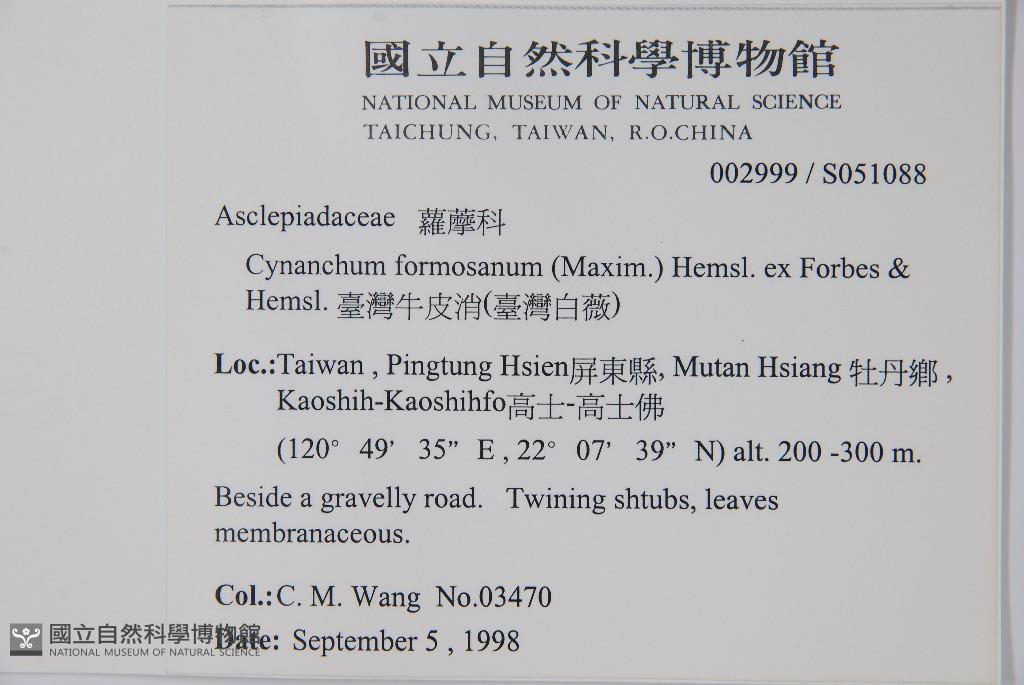 國立自然科學博物館
NATIONAL MUSEUM OF NATURAL SCIENCE
TAICHUNG, TAIWAN, R.O.CHINA
002999 / S051088
Asclepiadaceae 蘿藦科
Cynanchum formosanum (Maxim.) Hemsl. ex Forbes &
Hemsl. 臺灣牛皮消(臺灣白薇)
Loc.:Taiwan , Pingtung Hsien屏東縣, Mutan Hsiang 牡丹鄉 ,
Kaoshih-Kaoshihfo高士-高士佛
(120° 49’ 35” E , 22° 07’ 39” N) alt. 200 -300 m.
Beside a gravelly road. Twining shtubs, leaves
membranaceous.
Col.:C. M. Wang No.03470
Date: September 5 , 1998
國立自然科學博物館
NATIONAL MUSEUM OF NATURAL SCIENCE